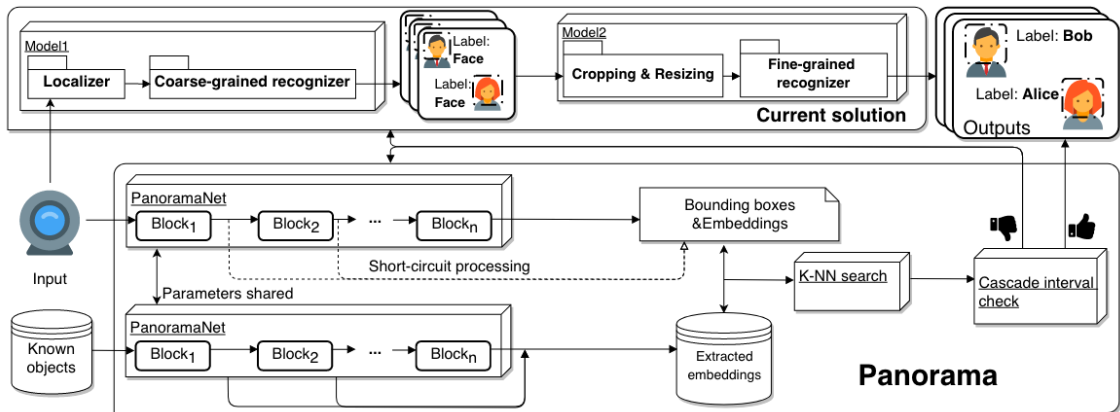 Model1
Localizer
Coarse-grained recognizer
Label:
Face
Label:
Face
Model2
Cropping & Resizing
Fine-grained
recognizer
Current solution
Label: Bob
Label: Alice
Outputs
Input
PanoramaNet
Block1
Block2
...
Blockn
Bounding boxes
&Embeddings
Short-circuit processing
K-NN search
Cascade interval
check
Parameters shared
Known
objects
PanoramaNet
Block1
Block2
...
Blockn
Extracted
embeddings
Panorama